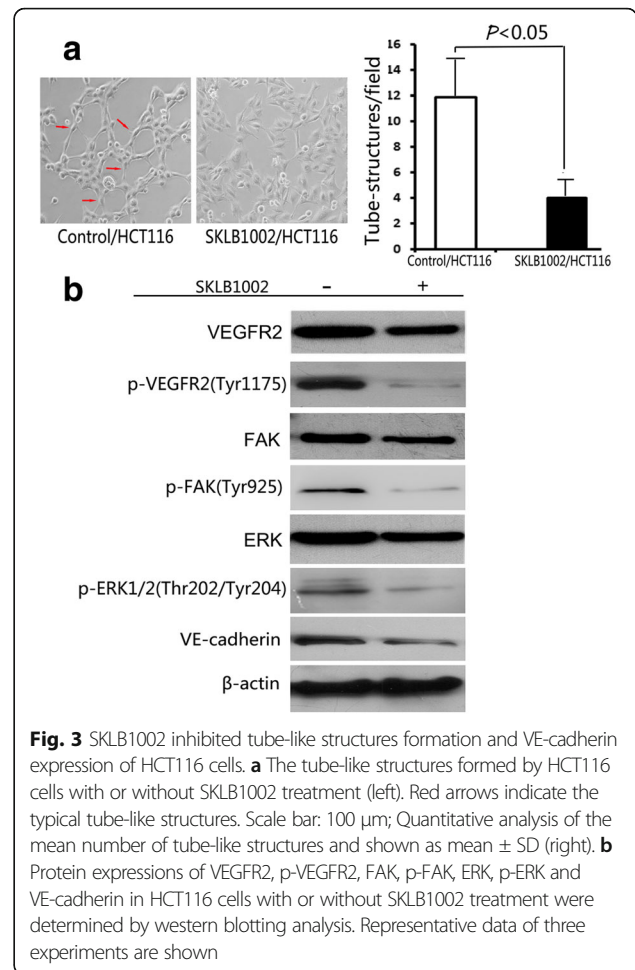 a
P<0.05
Tube-structures/field
16
14
12
10
8
6
4
2
0
Control/HCT116
SKLB1002/HCT116
Control/HCT116
SKLB1002/HCT116
b
SKLB1002 – +
VEGFR2
p-VEGFR2(Tyr1175)
FAK
p-FAK(Tyr925)
ERK
p-ERK1/2(Thr202/Tyr204)
VE-cadherin
β-actin
Fig. 3 SKLB1002 inhibited tube-like structures formation and VE-cadherin
expression of HCT116 cells. a The tube-like structures formed by HCT116
cells with or without SKLB1002 treatment (left). Red arrows indicate the
typical tube-like structures. Scale bar: 100 μm; Quantitative analysis of the
mean number of tube-like structures and shown as mean ± SD (right). b
Protein expressions of VEGFR2, p-VEGFR2, FAK, p-FAK, ERK, p-ERK and
VE-cadherin in HCT116 cells with or without SKLB1002 treatment were
determined by western blotting analysis. Representative data of three
experiments are shown